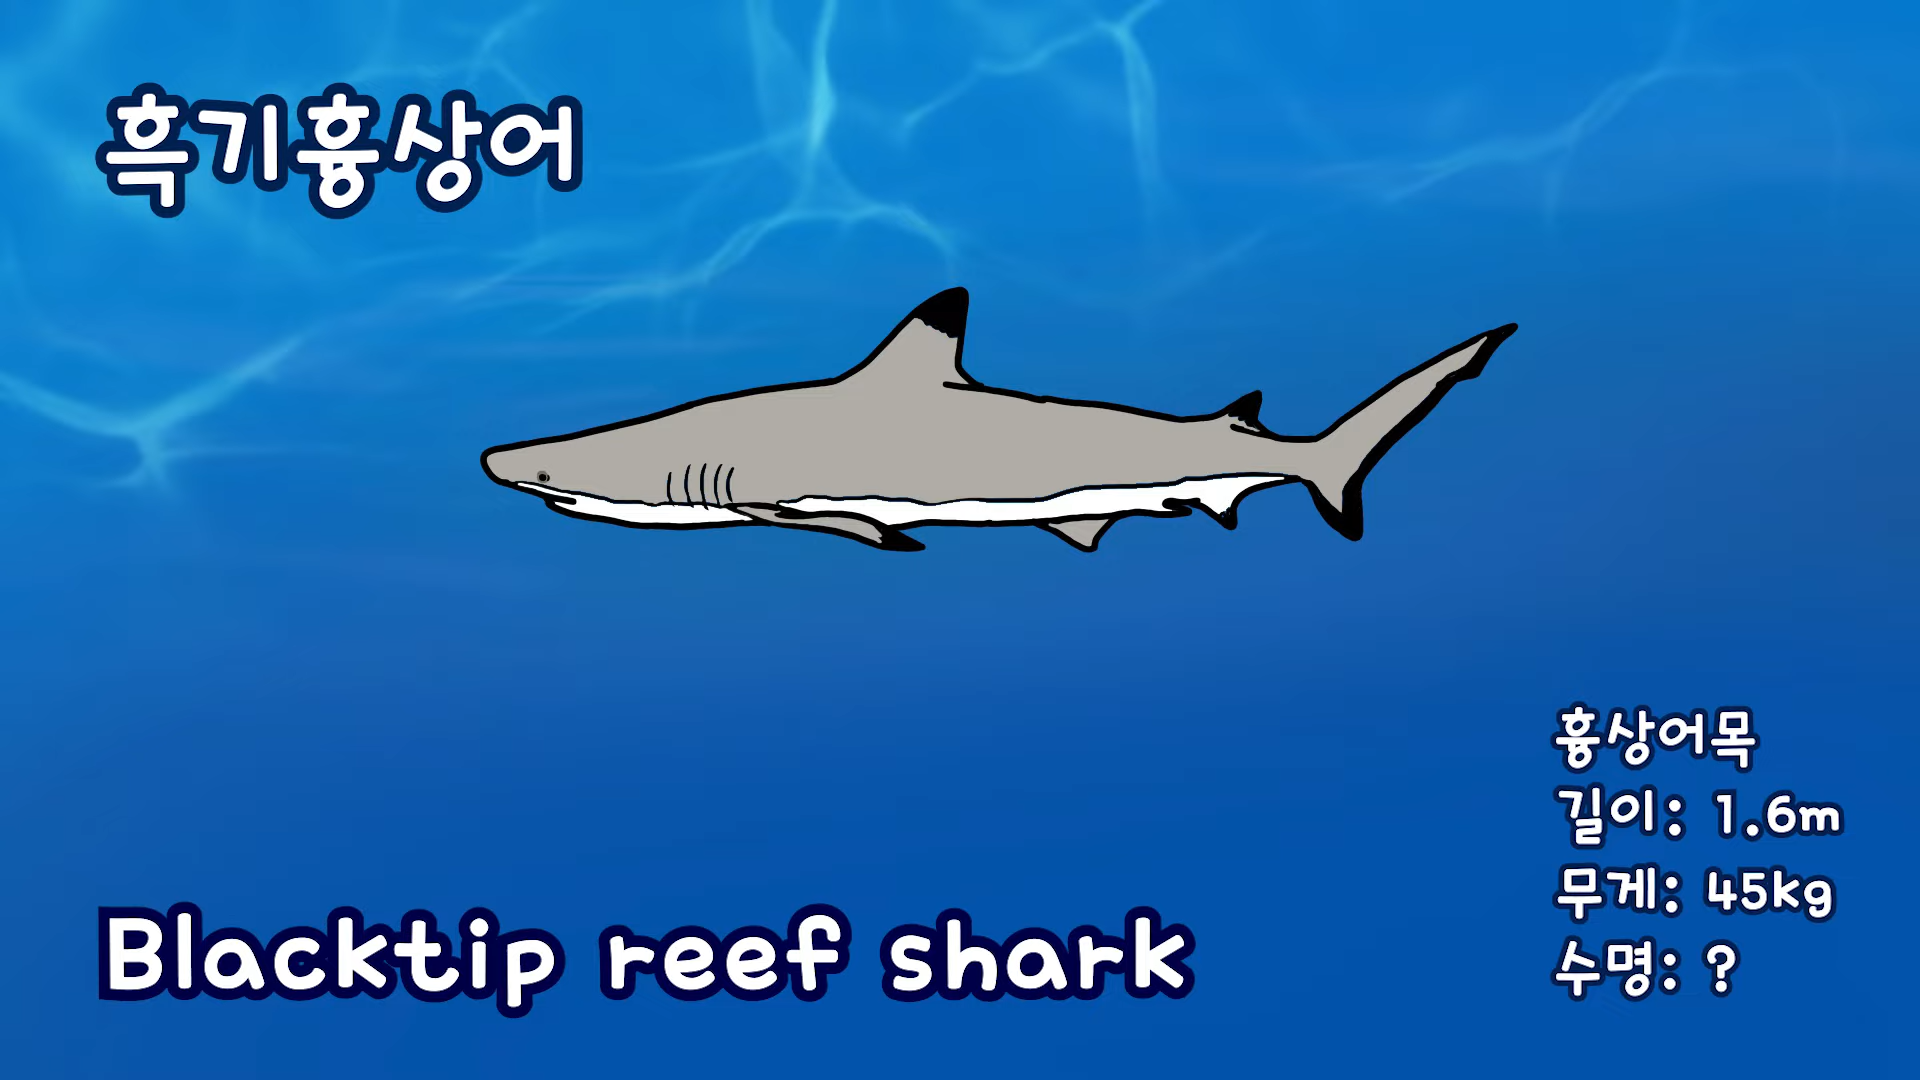 흑기흉상어
흉상어목
길이: 1.6m
무게: 45kg
수명: ?
Blacktip reef shark